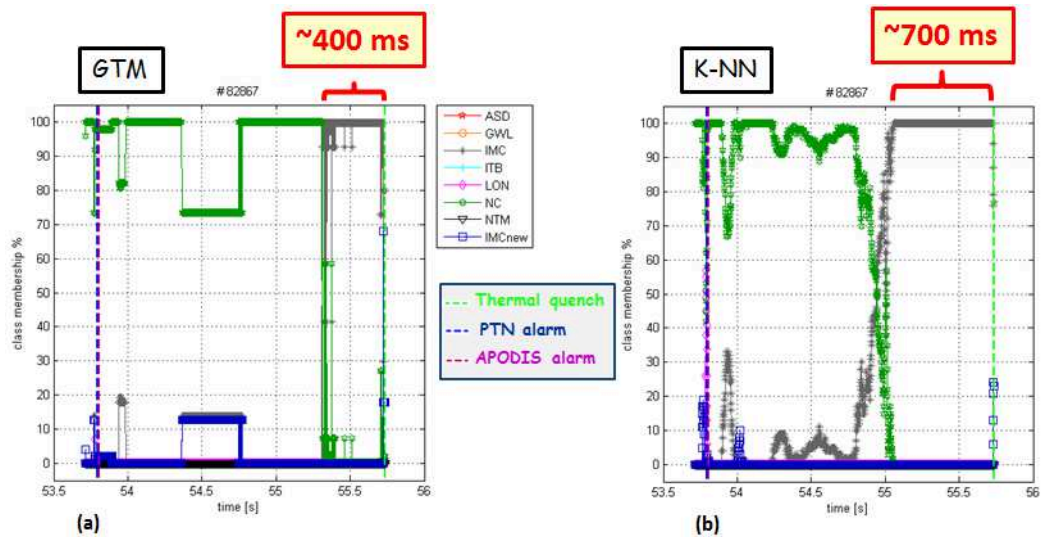 ~400 ms
GTM
#82867
class membership %
100
90
80
70
60
50
40
30
20
10
0
53.5
54
54.5
55
55.5
56
time [s]
(a)
ASD
GWL
IMC
ITB
LON
NC
NTM
IMCnew
Thermal quench
PTN alarm
APODIS alarm
~700 ms
K-NN
#82867
class membership %
100
90
80
70
60
50
40
30
20
10
0
53.5
54
54.5
55
55.5
56
time [s]
(b)